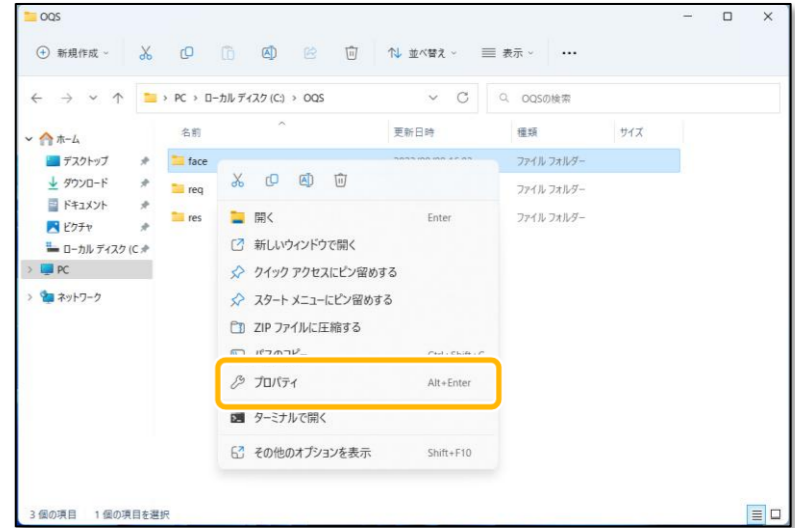 OQS
新規作成
並べ替え
表示
PC > ローカル ディスク (C:) > OQS
OQSの検索
名前
更新日時
種類
サイズ
ホーム
デスクトップ
ダウンロード
ドキュメント
ピクチャ
ローカル ディスク (C
PC
ネットワーク
face
ファイル フォルダー
req
ファイル フォルダー
res
ファイル フォルダー
開く Enter
新しいウィンドウで開く
クイック アクセスにピン留めする
スタート メニューにピン留めする
ZIP ファイルに圧縮する
パスのコピー Ctrl+Shift+C
プロパティ Alt+Enter
ターミナルで開く
その他のオプションを表示 Shift+F10
3 個の項目 1 個の項目を選択